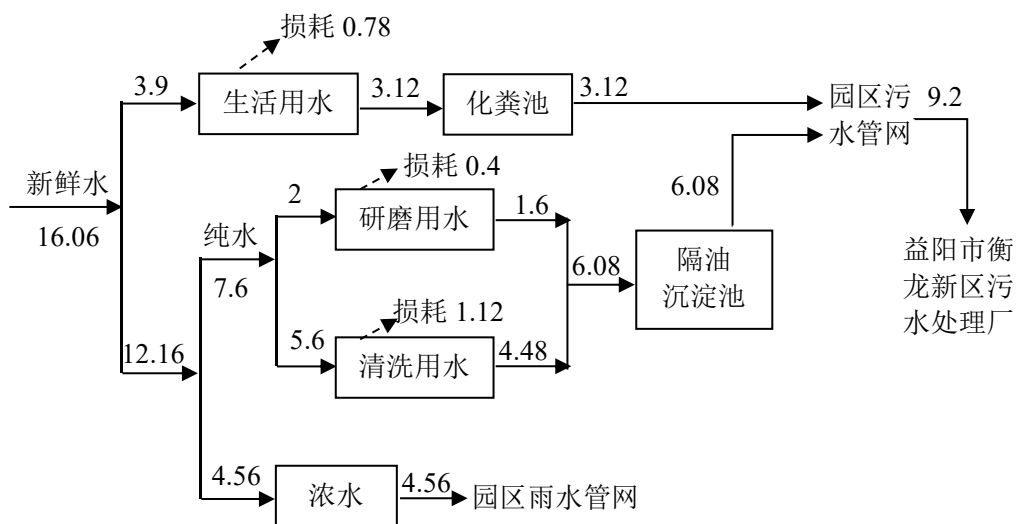 损耗 0.78
3.9
生活用水
3.12
化粪池
3.12
园区污
水管网
9.2
新鲜水
16.06
损耗 0.4
2
研磨用水
1.6
6.08
纯水
7.6
6.08
隔油
沉淀池
益阳市衡
龙新区污
水处理厂
损耗 1.12
5.6
清洗用水
4.48
12.16
4.56
浓水
4.56
园区雨水管网